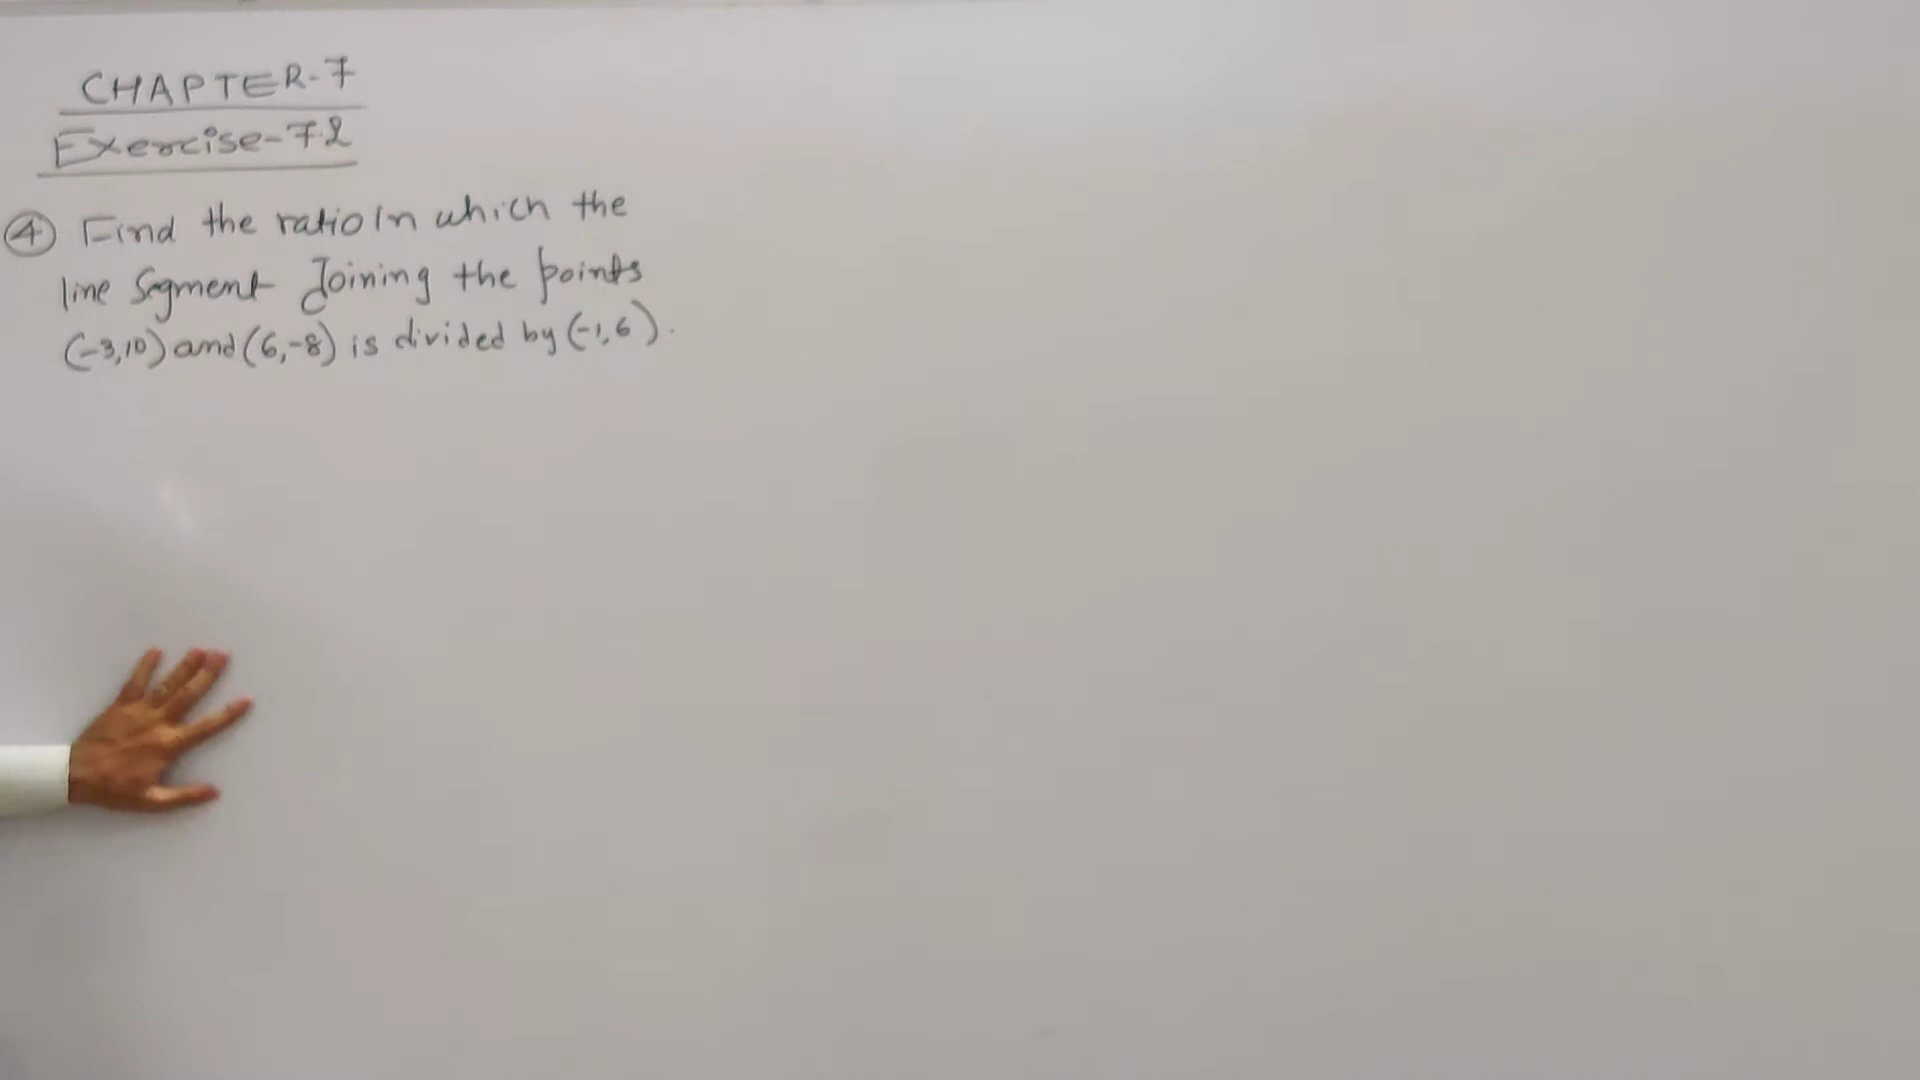 CHAPTER-7
Exercise-7.2
④ Find the ratio in which the
line Segment Joining the points
(-3,10) and (6,-8) is divided by (-1,6).